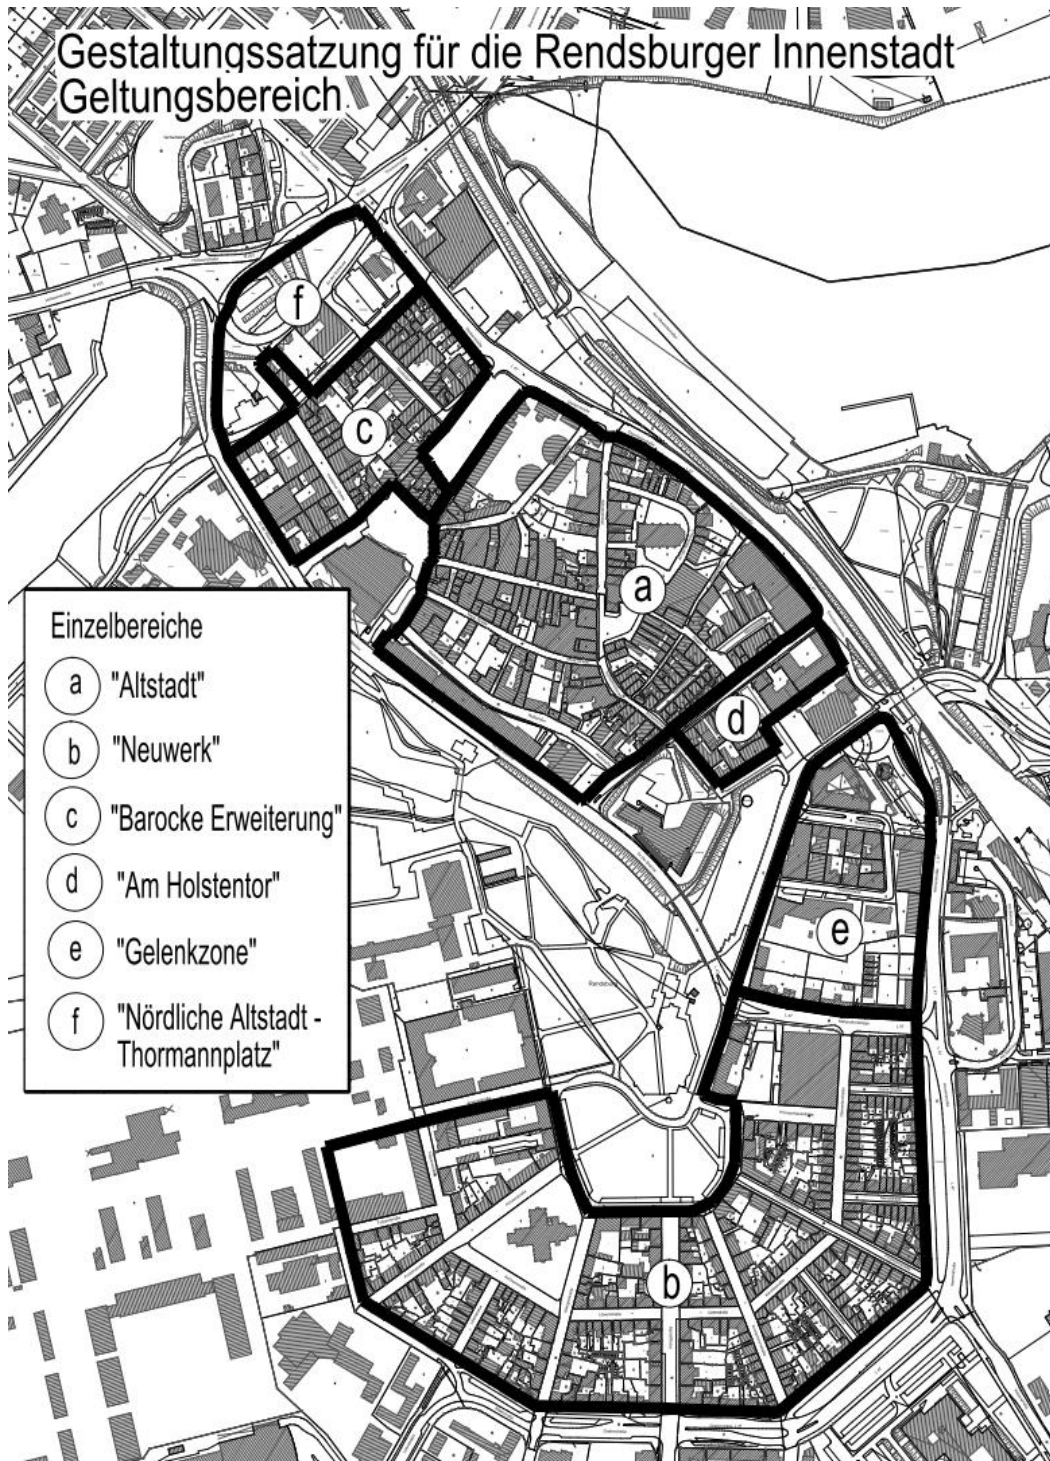 Gestaltungssatzung für die Rendsburger Innenstadt
Geltungsbereich
f
c
a
d
e
b
Einzelbereiche
a "Altstadt"
b "Neuwerk"
c "Barocke Erweiterung"
d "Am Holstentor"
e "Gelenkzone"
f "Nördliche Altstadt -
Thormannplatz"